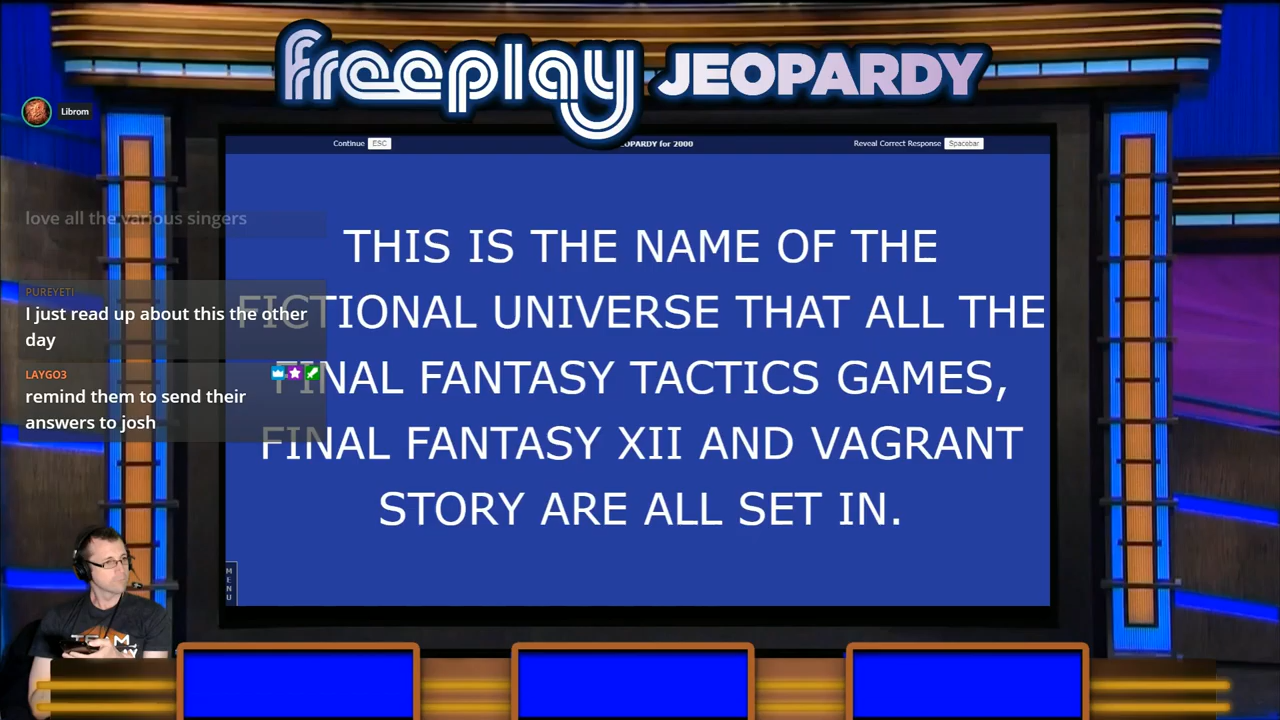 freeplay JEOPARDY
Librom
Continue ESC
OPARDY for 2000
Reveal Correct Response Spacebar
love all the various singers
THIS IS THE NAME OF THE
FICTIONAL UNIVERSE THAT ALL THE
FINAL FANTASY TACTICS GAMES,
FINAL FANTASY XII AND VAGRANT
STORY ARE ALL SET IN.
PUREYETI
I just read up about this the other
day
LAYGO3
remind them to send their
answers to josh
MENU